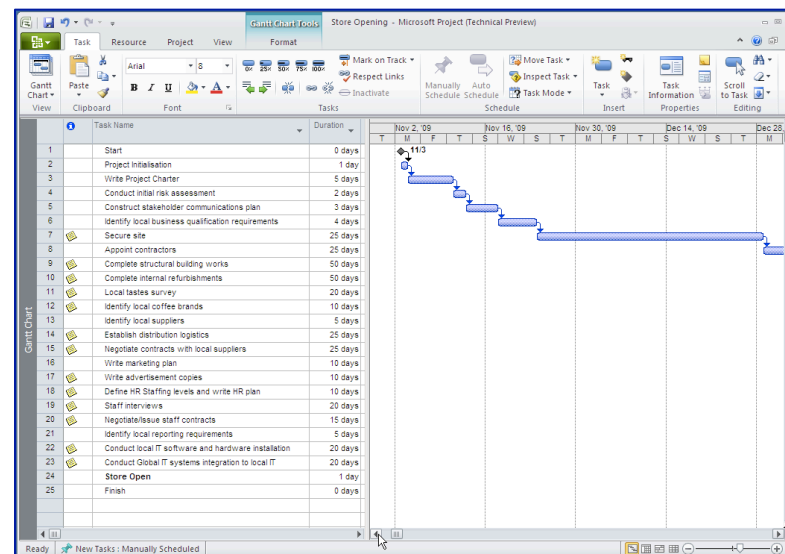 Gantt Chart Tools Store Opening - Microsoft Project (Technical Preview)
Task Resource Project View Format
Arial 8
0% 25% 50% 75% 100%
Mark on Track Move Task
Respect Links Inspect Task
Inactivate Task Mode
B I U A
Gantt Chart Paste Manually Schedule Auto Schedule Task Task Information Scroll to Task
View Clipboard Font Tasks Schedule Insert Properties Editing
Task Name Duration Nov 2, '09 Nov 16, '09 Nov 30, '09 Dec 14, '09 Dec 28,
T M F T S W S T M F T S W S T M
1 Start 0 days 11/3
2 Project Initialisation 1 day
3 Write Project Charter 5 days
4 Conduct initial risk assessment 2 days
5 Construct stakeholder communications plan 3 days
6 Identify local business qualification requirements 4 days
7 Secure site 25 days
8 Appoint contractors 25 days
9 Complete structural building works 50 days
10 Complete internal refurbishments 50 days
11 Local tastes survey 20 days
12 Identify local coffee brands 10 days
13 Identify local suppliers 5 days
14 Establish distribution logistics 25 days
15 Negotiate contracts with local suppliers 25 days
16 Write marketing plan 10 days
17 Write advertisement copies 10 days
18 Define HR Staffing levels and write HR plan 10 days
19 Staff interviews 20 days
20 Negotiate/Issue staff contracts 15 days
21 Identify local reporting requirements 5 days
22 Conduct local IT software and hardware installation 20 days
23 Conduct Global IT systems integration to local IT 20 days
24 Store Open 1 day
25 Finish 0 days
Gantt Chart
Ready New Tasks : Manually Scheduled